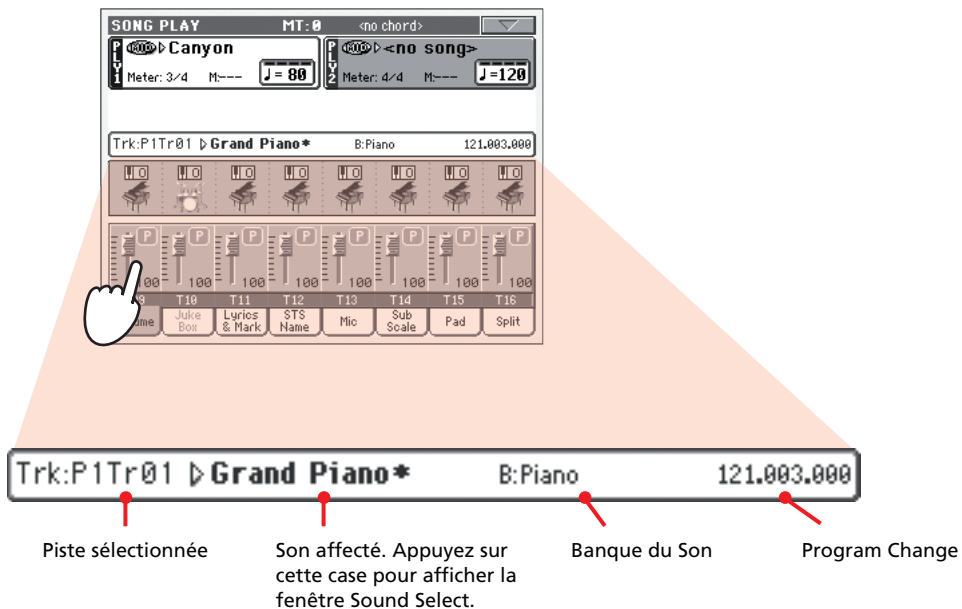 SONG PLAY MT:0 <no chord>
PLY1 Canyon
Meter: 3/4 M:--- ♩= 80
PLY2 <no song>
Meter: 4/4 M:--- ♩=120
Trk:P1Tr01 ▷Grand Piano* B:Piano 121.003.000
P P P P P P P P
100 100 100 100 100 100 100
T10 T11 T12 T13 T14 T15 T16
Juke Box
Lyrics & Mark
STS Name
Mic
Sub Scale
Pad
Split
Trk:P1Tr01 ▷Grand Piano* B:Piano 121.003.000
Piste sélectionnée
Son affecté. Appuyez sur
cette case pour afficher la
fenêtre Sound Select.
Banque du Son
Program Change